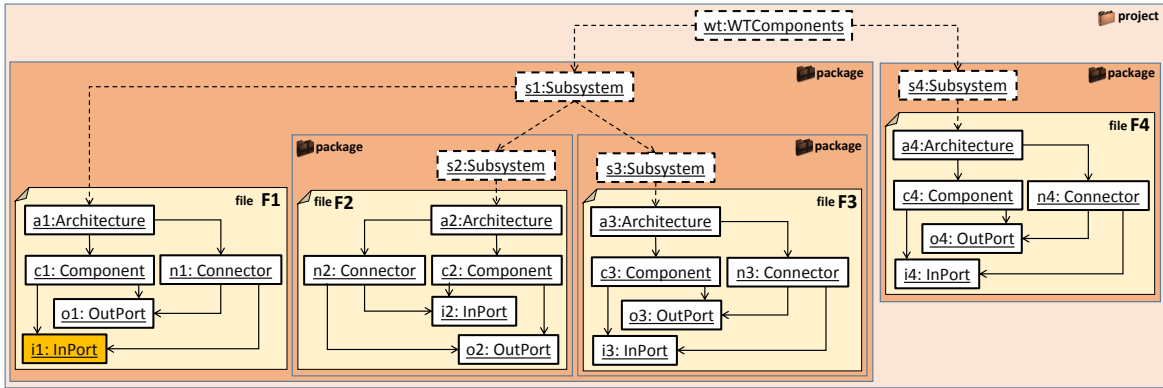 project
wt:WTComponents
package
s1:Subsystem
package
s4:Subsystem
file F4
a4:Architecture
c4: Component
n4: Connector
o4: OutPort
i4: InPort
package
s2:Subsystem
package
s3:Subsystem
file F1
a1:Architecture
c1: Component
n1: Connector
o1: OutPort
i1: InPort
file F2
a2:Architecture
n2: Connector
c2: Component
i2: InPort
o2: OutPort
file F3
a3:Architecture
c3: Component
n3: Connector
o3: OutPort
i3: InPort